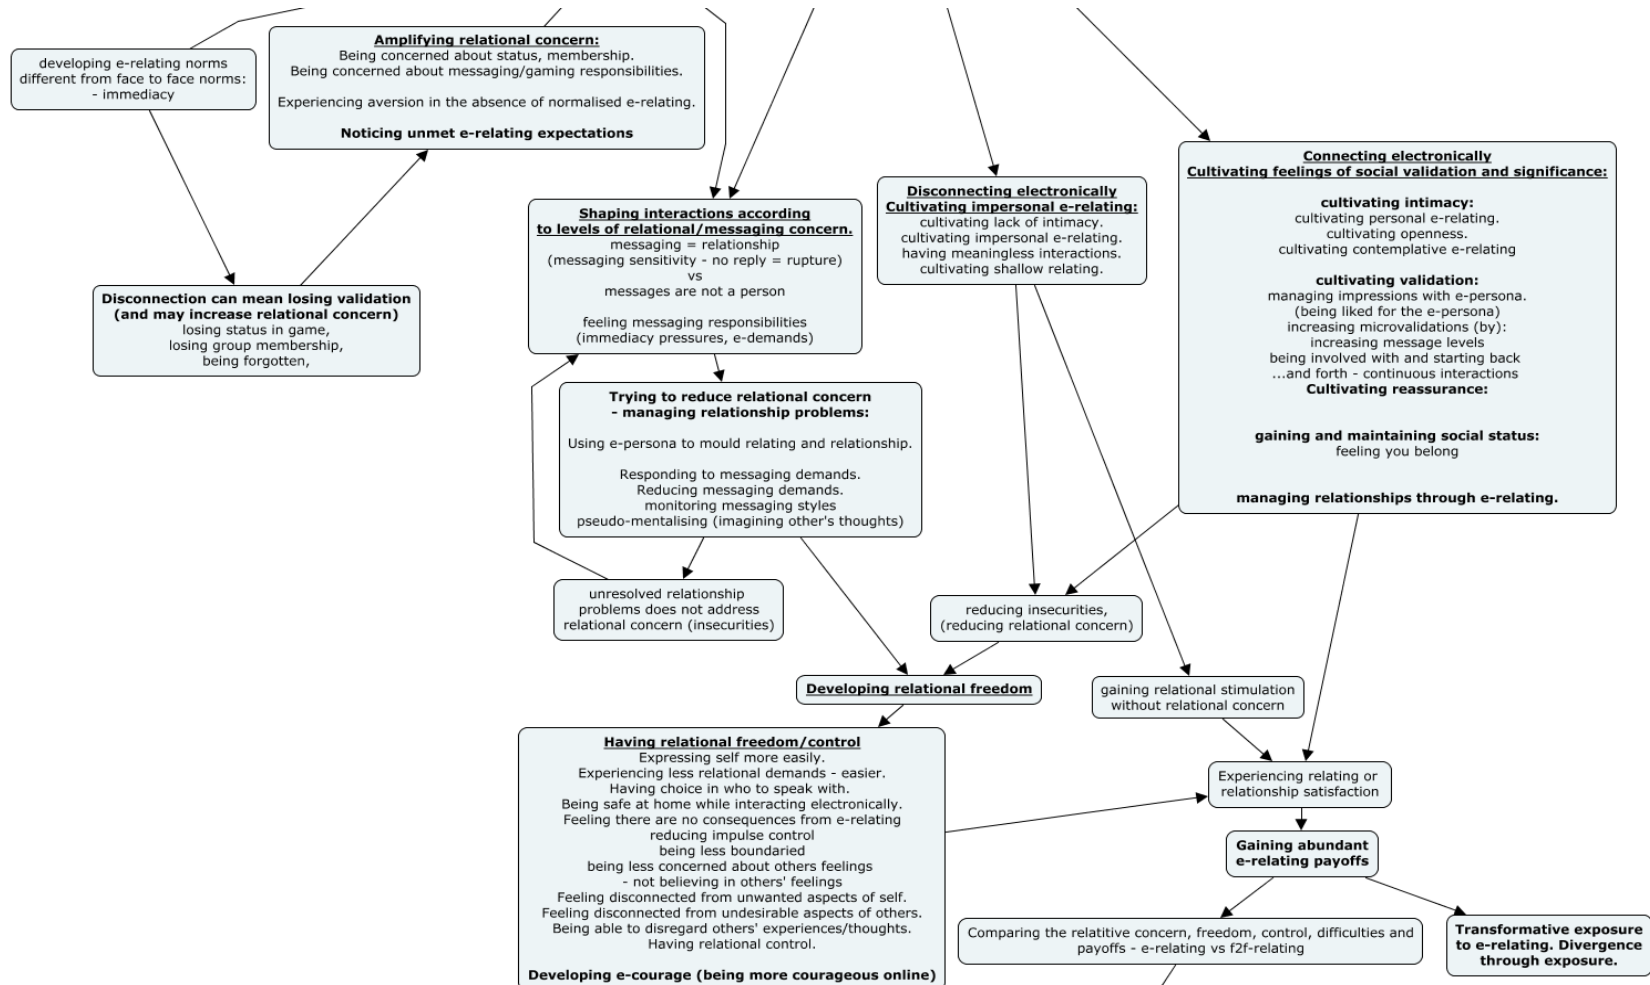 developing e-relating norms
different from face to face norms:
- immediacy
Amplifying relational concern:
Being concerned about status, membership.
Being concerned about messaging/gaming responsibilities.
Experiencing aversion in the absence of normalised e-relating.
Noticing unmet e-relating expectations
Disconnection can mean losing validation
(and may increase relational concern)
losing status in game,
losing group membership,
being forgotten,
Shaping interactions according
to levels of relational/messaging concern.
messaging = relationship
(messaging sensitivity - no reply = rupture)
vs
messages are not a person
feeling messaging responsibilities
(immediacy pressures, e-demands)
Disconnecting electronically
Cultivating impersonal e-relating:
cultivating lack of intimacy.
cultivating impersonal e-relating.
having meaningless interactions.
cultivating shallow relating.
Connecting electronically
Cultivating feelings of social validation and significance:
cultivating intimacy:
cultivating personal e-relating.
cultivating openness.
cultivating contemplative e-relating
cultivating validation:
managing impressions with e-persona.
(being liked for the e-persona)
increasing microvalidations (by):
increasing message levels
being involved with and starting back
...and forth - continuous interactions
Cultivating reassurance:
gaining and maintaining social status:
feeling you belong
managing relationships through e-relating.
Trying to reduce relational concern
- managing relationship problems:
Using e-persona to mould relating and relationship.
Responding to messaging demands.
Reducing messaging demands.
monitoring messaging styles
pseudo-mentalising (imagining other's thoughts)
unresolved relationship
problems does not address
relational concern (insecurities)
reducing insecurities,
(reducing relational concern)
Developing relational freedom
gaining relational stimulation
without relational concern
Having relational freedom/control
Expressing self more easily.
Experiencing less relational demands - easier.
Having choice in who to speak with.
Being safe at home while interacting electronically.
Feeling there are no consequences from e-relating
reducing impulse control
being less boundaried
being less concerned about others feelings
- not believing in others' feelings
Feeling disconnected from unwanted aspects of self.
Feeling disconnected from undesirable aspects of others.
Being able to disregard others' experiences/thoughts.
Having relational control.
Developing e-courage (being more courageous online)
Experiencing relating or
relationship satisfaction
Gaining abundant
e-relating payoffs
Comparing the relatitive concern, freedom, control, difficulties and
payoffs - e-relating vs f2f-relating
Transformative exposure
to e-relating. Divergence
through exposure.